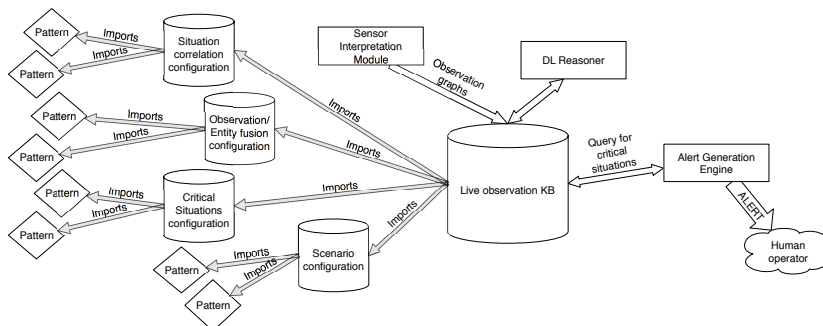 Pattern
Imports
Imports
Pattern
Situation
correlation
configuration
Sensor
Interpretation
Module
DL Reasoner
Observation
graphs
Imports
Pattern
Imports
Imports
Pattern
Observation/
Entity fusion
configuration
Imports
Query for
critical
situations
Live observation KB
Alert Generation
Engine
Pattern
Imports
Imports
Pattern
Critical
Situations
configuration
Imports
Imports
ALERT
Human
operator
Pattern
Imports
Imports
Pattern
Scenario
configuration